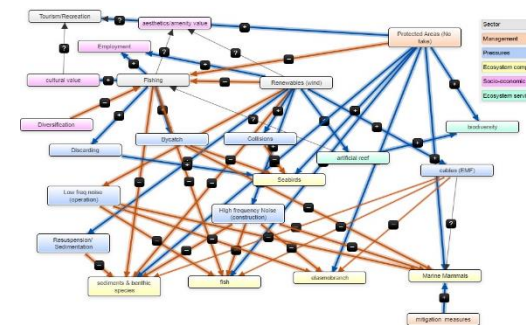 Tourism/Recreation
aesthetics/amenity value
Protected Areas (No
take)
Sector
Management
Pressures
Ecosystem comp
Socio-economic
Ecosystem servic
Employment
cultural value
Fishing
Renewables (wind)
Diversification
Bycatch
Collisions
biodiversity
Discarding
artificial reef
cables (EMF)
Seabirds
Low freq noise
(operation)
High frequency Noise
(construction)
Resuspension/
Sedimentation
sediments & benthic
species
fish
elasmobranch
Marine Mammals
mitigation measures